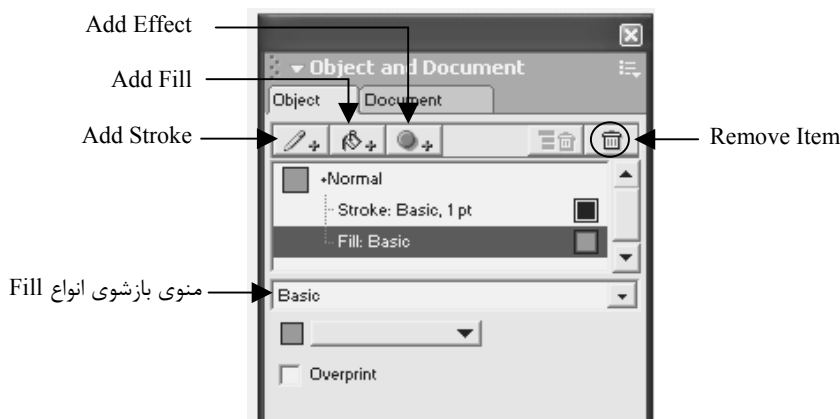 Add Effect
Add Fill
Add Stroke
Remove Item
Object and Document
Object Document
•Normal
Stroke: Basic, 1 pt
Fill: Basic
منوی بازشوی انواع Fill
Basic
Overprint